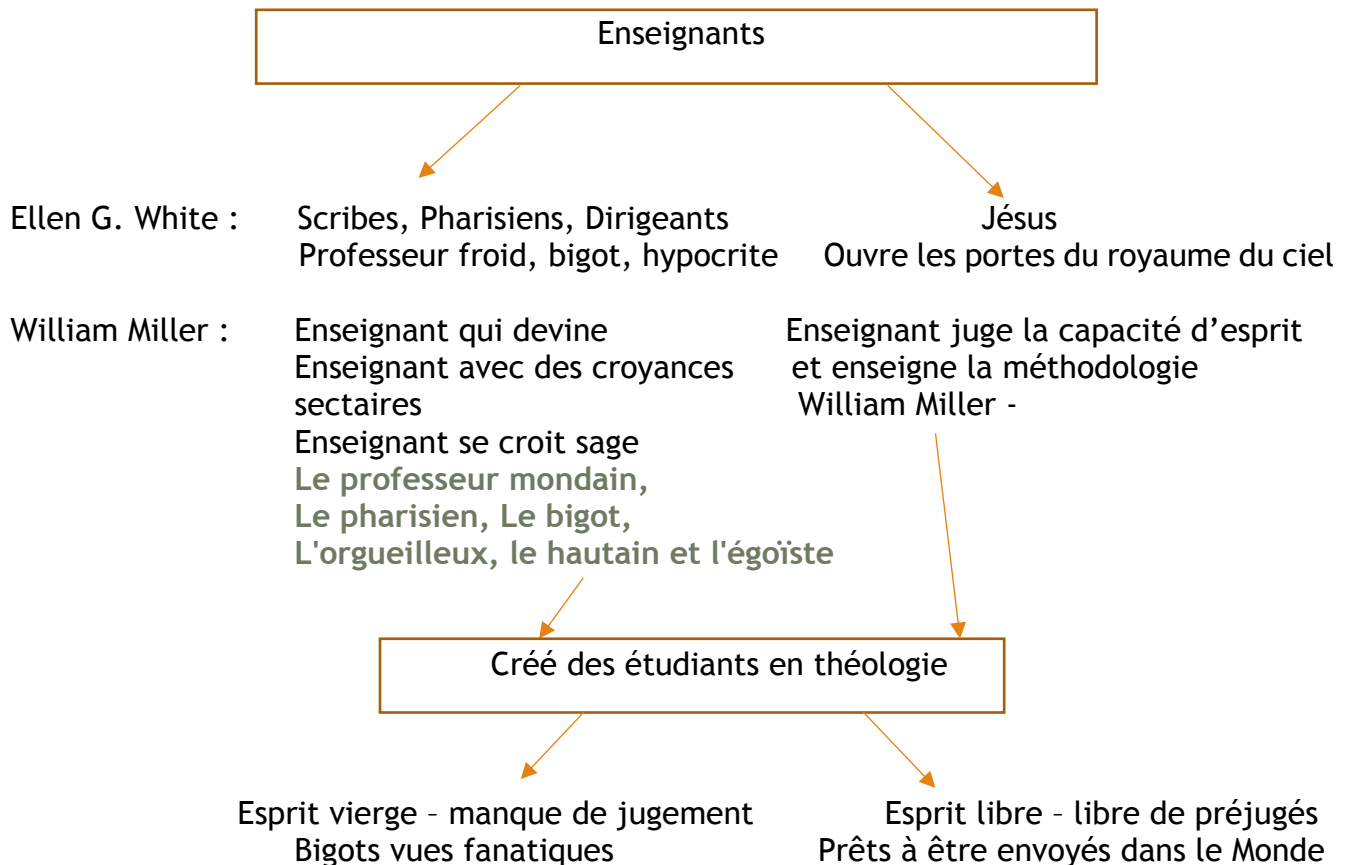 Enseignants
Ellen G. White : Scribes, Pharisiens, Dirigeants Jésus
Professeur froid, bigot, hypocrite Ouvre les portes du royaume du ciel
William Miller : Enseignant qui devine Enseignant juge la capacité d’esprit
Enseignant avec des croyances et enseigne la méthodologie
sectaires William Miller -
Enseignant se croit sage
Le professeur mondain,
Le pharisien, Le bigot,
L'orgueilleux, le hautain et l'égoïste
Créé des étudiants en théologie
Esprit vierge – manque de jugement Esprit libre – libre de préjugés
Bigots vues fanatiques Prêts à être envoyés dans le Monde